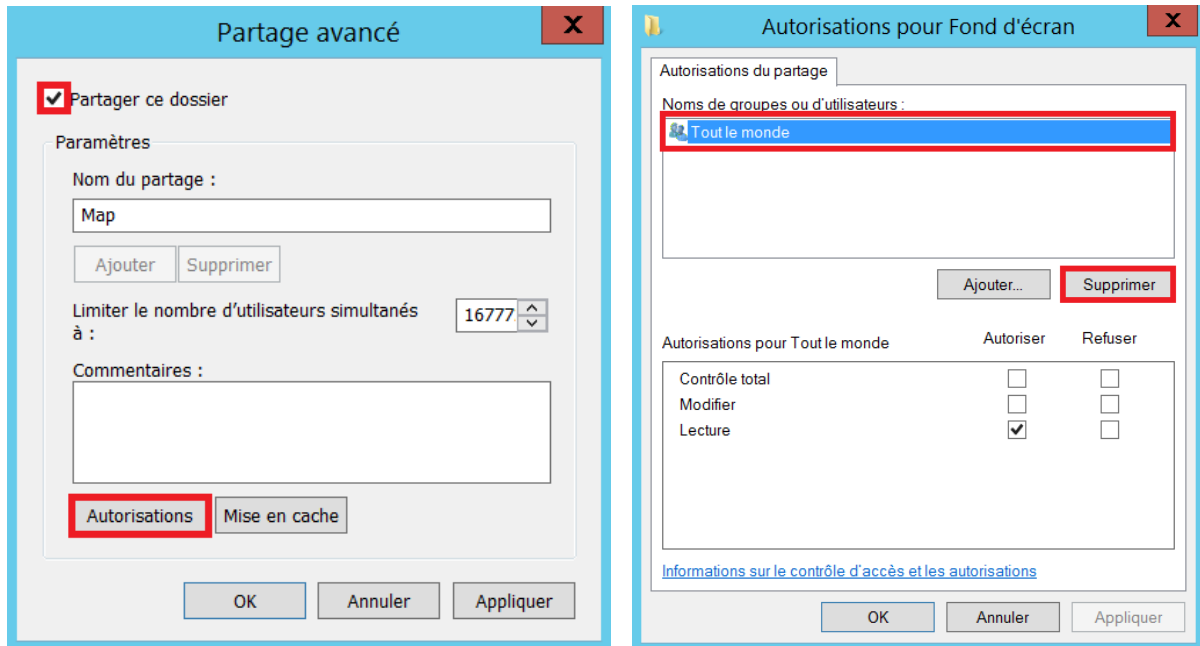 Partage avancé
X
Partager ce dossier
Paramètres
Nom du partage :
Map
Ajouter Supprimer
Limiter le nombre d'utilisateurs simultanés
à :
16777
Commentaires :
Autorisations Mise en cache
OK Annuler Appliquer
Autorisations pour Fond d'écran
X
Autorisations du partage
Noms de groupes ou d'utilisateurs :
Tout le monde
Ajouter... Supprimer
Autorisations pour Tout le monde Autoriser Refuser
Contrôle total
Modifier
Lecture
Informations sur le contrôle d'accès et les autorisations
OK Annuler Appliquer